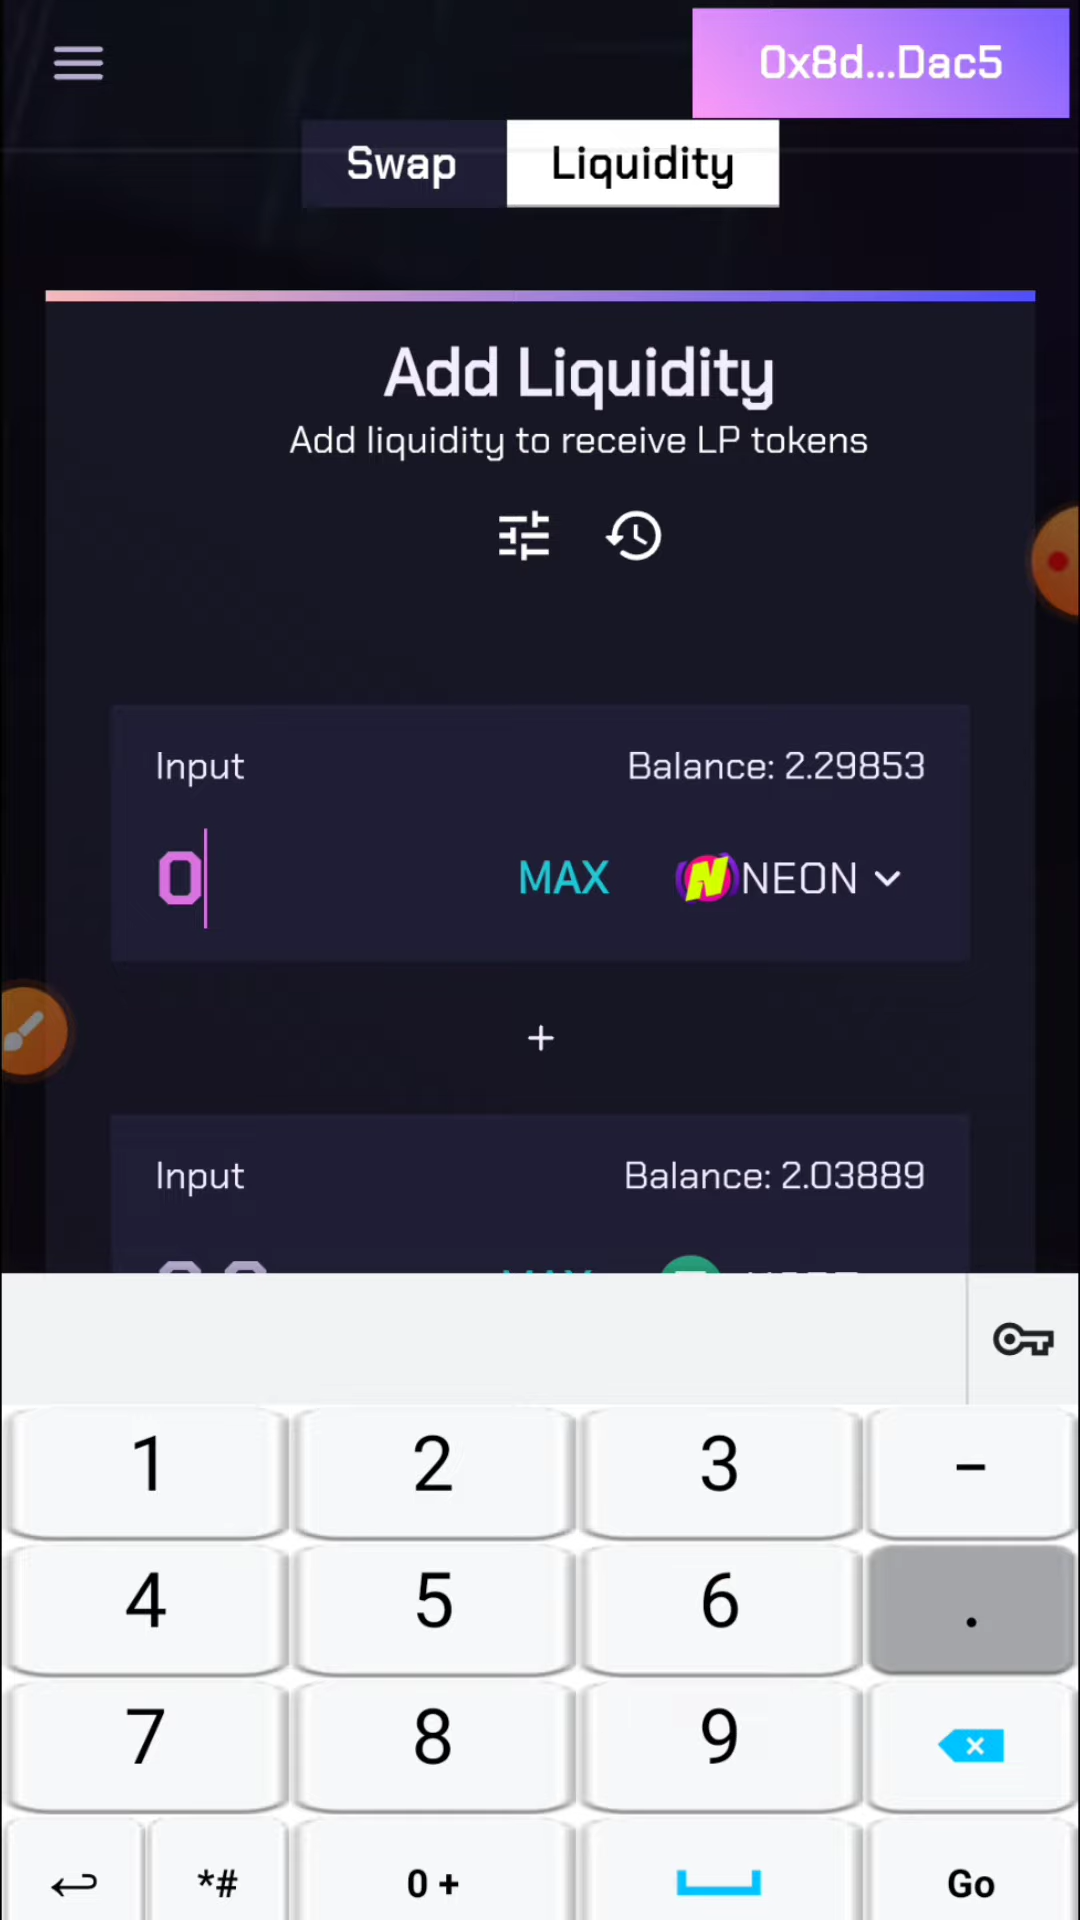 0x8d...Dac5
Swap
Liquidity
Add Liquidity
Add liquidity to receive LP tokens
Input
Balance: 2.29853
0
MAX
NEON
+
Input
Balance: 2.03889
1
2
3
-
4
5
6
.
7
8
9
*#
0 +
Go